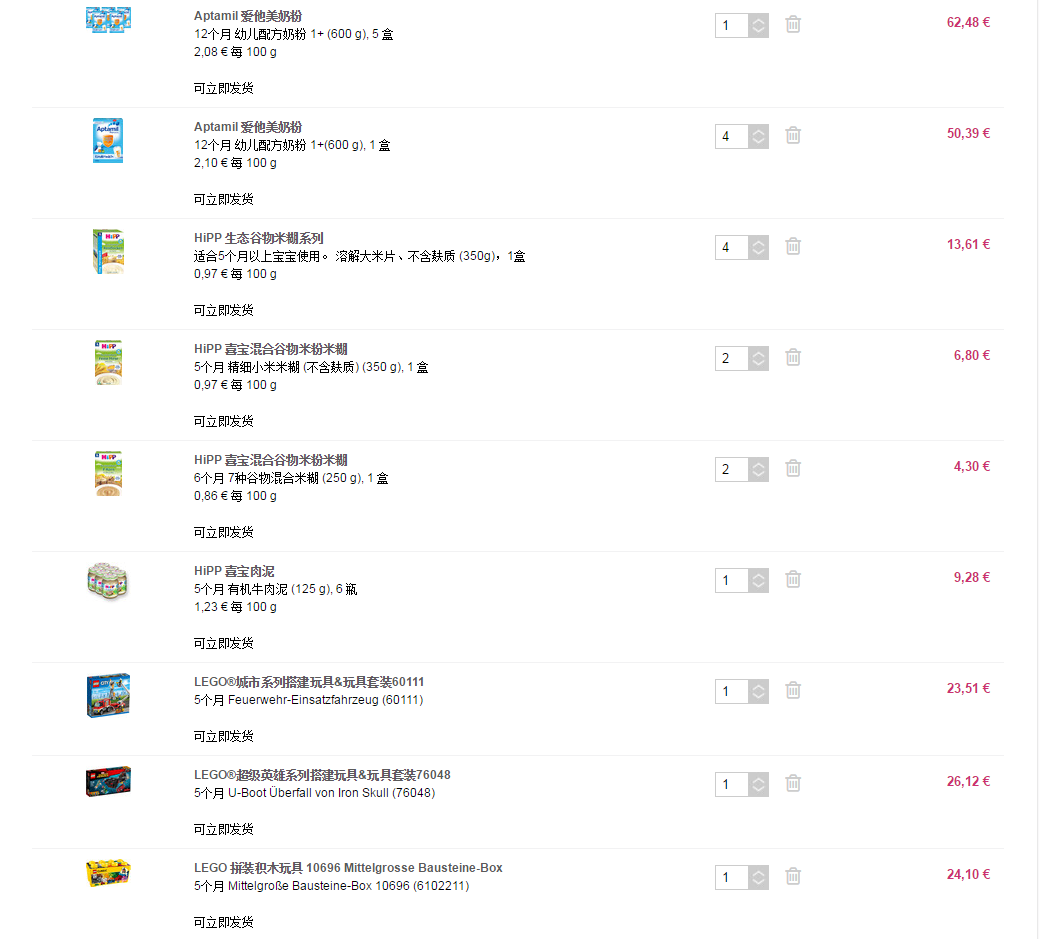 Aptamil 爱他美奶粉
1
62,48 €
12个月 幼儿配方奶粉 1+ (600 g), 5 盒
2,08 € 每 100 g
可立即发货
Aptamil 爱他美奶粉
4
50,39 €
12个月 幼儿配方奶粉 1+(600 g), 1 盒
2,10 € 每 100 g
可立即发货
HiPP 生态谷物米糊系列
4
13,61 €
适合5个月以上宝宝使用。 溶解大米片、不含麸质 (350g)，1盒
0,97 € 每 100 g
可立即发货
HiPP 喜宝混合谷物米粉米糊
2
6,80 €
5个月 精细小米米糊 (不含麸质) (350 g), 1 盒
0,97 € 每 100 g
可立即发货
HiPP 喜宝混合谷物米粉米糊
2
4,30 €
6个月 7种谷物混合米糊 (250 g), 1 盒
0,86 € 每 100 g
可立即发货
HiPP 喜宝肉泥
1
9,28 €
5个月 有机牛肉泥 (125 g), 6 瓶
1,23 € 每 100 g
可立即发货
LEGO®城市系列搭建玩具&玩具套装60111
1
23,51 €
5个月 Feuerwehr-Einsatzfahrzeug (60111)
可立即发货
LEGO®超级英雄系列搭建玩具&玩具套装76048
1
26,12 €
5个月 U-Boot Überfall von Iron Skull (76048)
可立即发货
LEGO 拼装积木玩具 10696 Mittelgrosse Bausteine-Box
1
24,10 €
5个月 Mittelgroße Bausteine-Box 10696 (6102211)
可立即发货